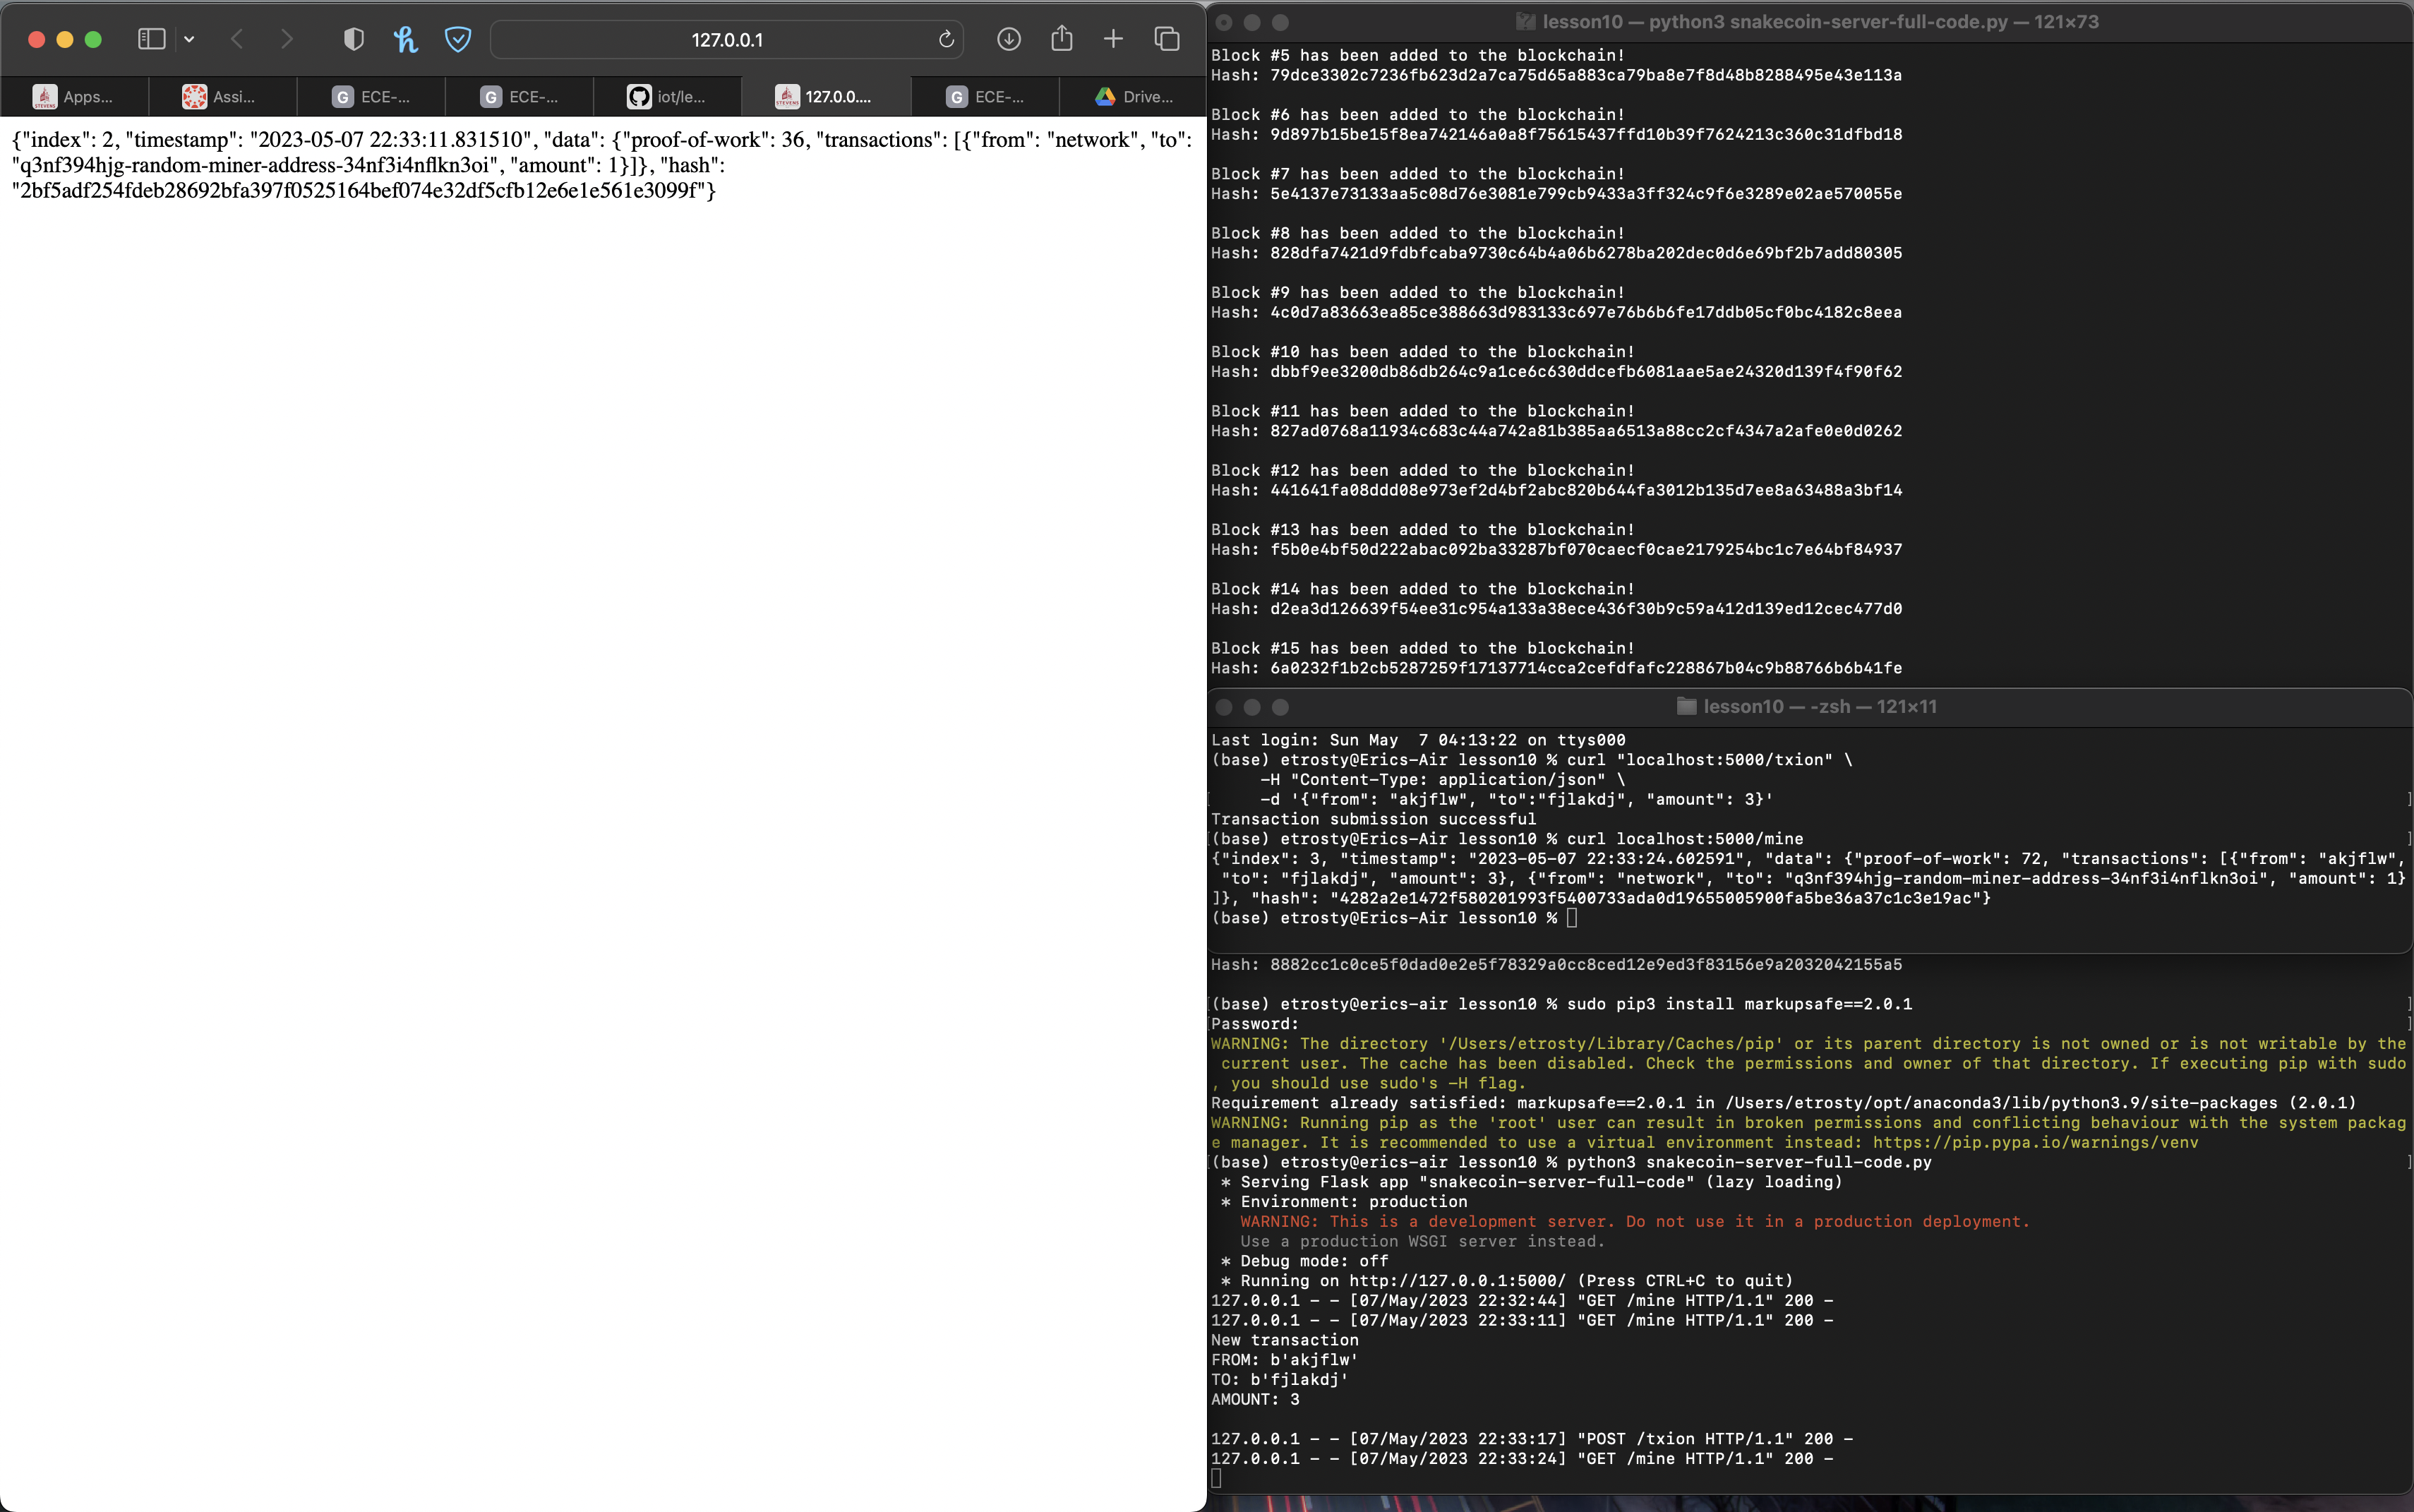 127.0.0.1
Apps...
Assi...
G ECE-...
G ECE-...
iot/le...
127.0.0....
G ECE-...
Drive...
{"index": 2, "timestamp": "2023-05-07 22:33:11.831510", "data": {"proof-of-work": 36, "transactions": [{"from": "network", "to":
"q3nf394hjg-random-miner-address-34nf3i4nflkn3oi", "amount": 1}]}, "hash":
"2bf5adf254fdeb28692bfa397f0525164bef074e32df5cfb12e6e1e561e3099f"}
lesson10 — python3 snakecoin-server-full-code.py — 121×73
Block #5 has been added to the blockchain!
Hash: 79dce3302c7236fb623d2a7ca75d65a883ca79ba8e7f8d48b8288495e43e113a
Block #6 has been added to the blockchain!
Hash: 9d897b15be15f8ea742146a0a8f75615437ffd10b39f7624213c360c31dfbd18
Block #7 has been added to the blockchain!
Hash: 5e4137e73133aa5c08d76e3081e799cb9433a3ff324c9f6e3289e02ae570055e
Block #8 has been added to the blockchain!
Hash: 828dfa7421d9fdbfcaba9730c64b4a06b6278ba202dec0d6e69bf2b7add80305
Block #9 has been added to the blockchain!
Hash: 4c0d7a83663ea85ce388663d983133c697e76b6b6fe17ddb05cf0bc4182c8eea
Block #10 has been added to the blockchain!
Hash: dbbf9ee3200db86db264c9a1ce6c630ddcefb6081aae5ae24320d139f4f90f62
Block #11 has been added to the blockchain!
Hash: 827ad0768a11934c683c44a742a81b385aa6513a88cc2cf4347a2afe0e0d0262
Block #12 has been added to the blockchain!
Hash: 441641fa08ddd08e973ef2d4bf2abc820b644fa3012b135d7ee8a63488a3bf14
Block #13 has been added to the blockchain!
Hash: f5b0e4bf50d222abac092ba33287bf070caecf0cae2179254bc1c7e64bf84937
Block #14 has been added to the blockchain!
Hash: d2ea3d126639f54ee31c954a133a38ece436f30b9c59a412d139ed12cec477d0
Block #15 has been added to the blockchain!
Hash: 6a0232f1b2cb5287259f17137714cca2cefdfafc228867b04c9b88766b6b41fe
lesson10 — -zsh — 121×11
Last login: Sun May  7 04:13:22 on ttys000
(base) etrosty@Erics-Air lesson10 % curl "localhost:5000/txion" \
-H "Content-Type: application/json" \
-d '{"from": "akjflw", "to":"fjlakdj", "amount": 3}'
Transaction submission successful
(base) etrosty@Erics-Air lesson10 % curl localhost:5000/mine
{"index": 3, "timestamp": "2023-05-07 22:33:24.602591", "data": {"proof-of-work": 72, "transactions": [{"from": "akjflw",
"to": "fjlakdj", "amount": 3}, {"from": "network", "to": "q3nf394hjg-random-miner-address-34nf3i4nflkn3oi", "amount": 1}
]}, "hash": "4282a2e1472f580201993f5400733ada0d19655005900fa5be36a37c1c3e19ac"}
(base) etrosty@Erics-Air lesson10 %
Hash: 8882cc1c0ce5f0dad0e2e5f78329a0cc8ced12e9ed3f83156e9a2032042155a5
(base) etrosty@erics-air lesson10 % sudo pip3 install markupsafe==2.0.1
Password:
WARNING: The directory '/Users/etrosty/Library/Caches/pip' or its parent directory is not owned or is not writable by the
current user. The cache has been disabled. Check the permissions and owner of that directory. If executing pip with sudo
, you should use sudo's -H flag.
Requirement already satisfied: markupsafe==2.0.1 in /Users/etrosty/opt/anaconda3/lib/python3.9/site-packages (2.0.1)
WARNING: Running pip as the 'root' user can result in broken permissions and conflicting behaviour with the system packag
e manager. It is recommended to use a virtual environment instead: https://pip.pypa.io/warnings/venv
(base) etrosty@erics-air lesson10 % python3 snakecoin-server-full-code.py
* Serving Flask app "snakecoin-server-full-code" (lazy loading)
* Environment: production
WARNING: This is a development server. Do not use it in a production deployment.
Use a production WSGI server instead.
* Debug mode: off
* Running on http://127.0.0.1:5000/ (Press CTRL+C to quit)
127.0.0.1 - - [07/May/2023 22:32:44] "GET /mine HTTP/1.1" 200 -
127.0.0.1 - - [07/May/2023 22:33:11] "GET /mine HTTP/1.1" 200 -
New transaction
FROM: b'akjflw'
TO: b'fjlakdj'
AMOUNT: 3
127.0.0.1 - - [07/May/2023 22:33:17] "POST /txion HTTP/1.1" 200 -
127.0.0.1 - - [07/May/2023 22:33:24] "GET /mine HTTP/1.1" 200 -